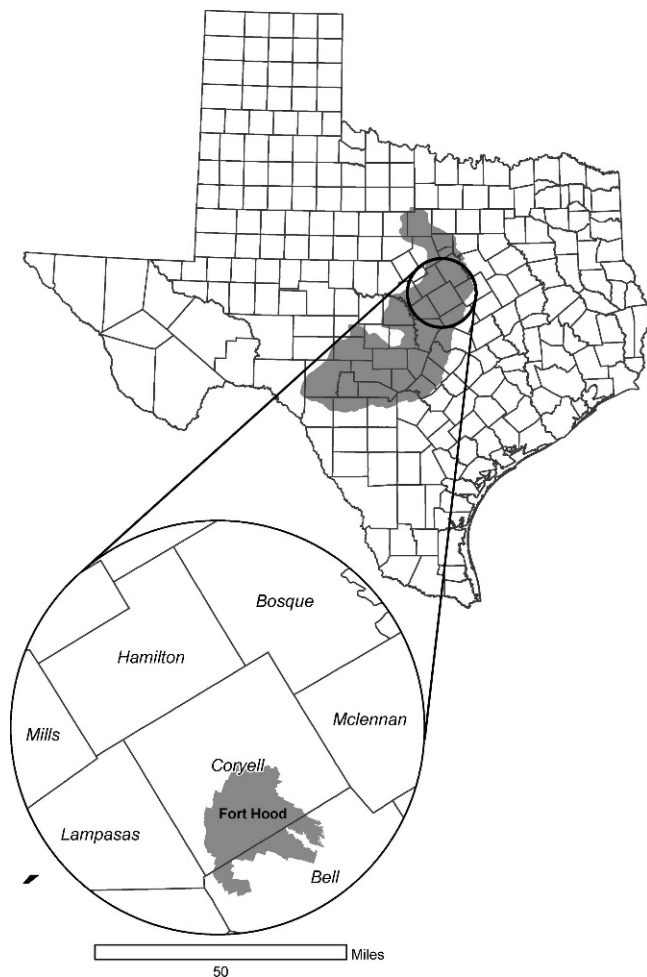 Bosque
Hamilton
Mclennan
Mills
Coryell
Fort Hood
Lampasas
Bell
Miles
50